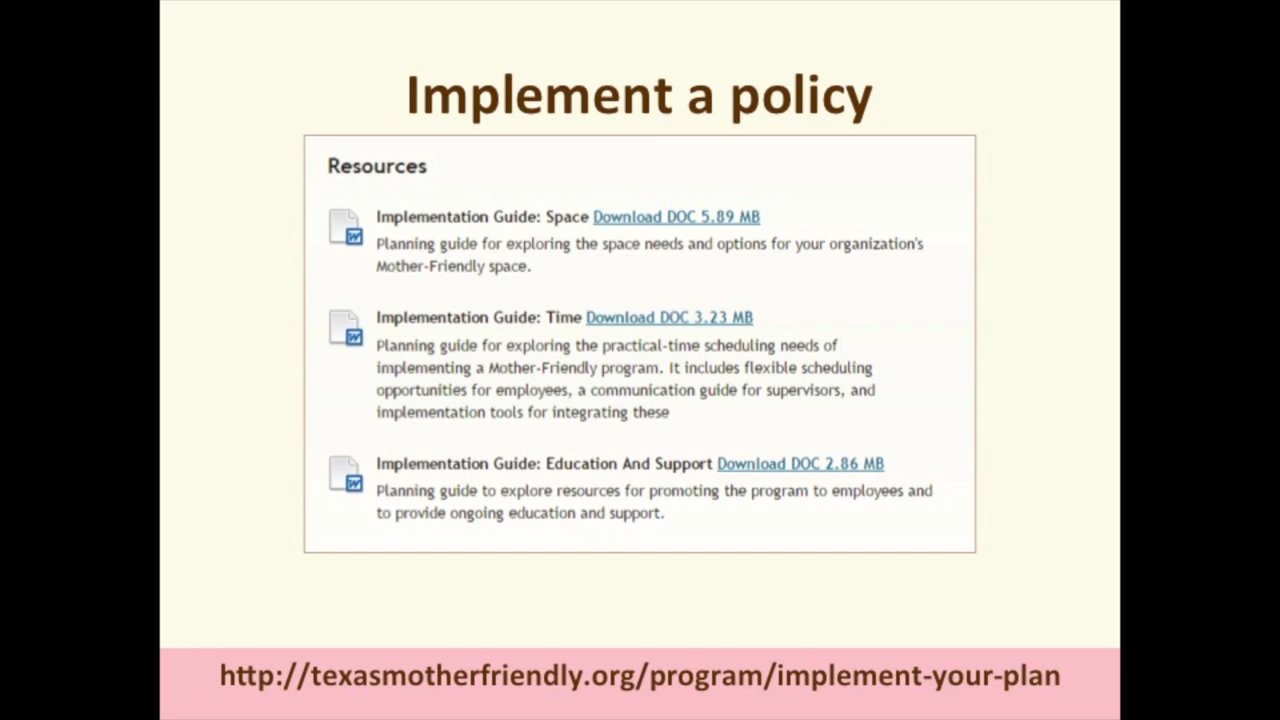 Implement a policy
Resources
Implementation Guide: Space Download DOC 5.89 MB
Planning guide for exploring the space needs and options for your organization's
Mother-Friendly space.
Implementation Guide: Time Download DOC 3.23 MB
Planning guide for exploring the practical-time scheduling needs of
implementing a Mother-Friendly program. It includes flexible scheduling
opportunities for employees, a communication guide for supervisors, and
implementation tools for integrating these
Implementation Guide: Education And Support Download DOC 2.86 MB
Planning guide to explore resources for promoting the program to employees and
to provide ongoing education and support.
http://texasmotherfriendly.org/program/implement-your-plan